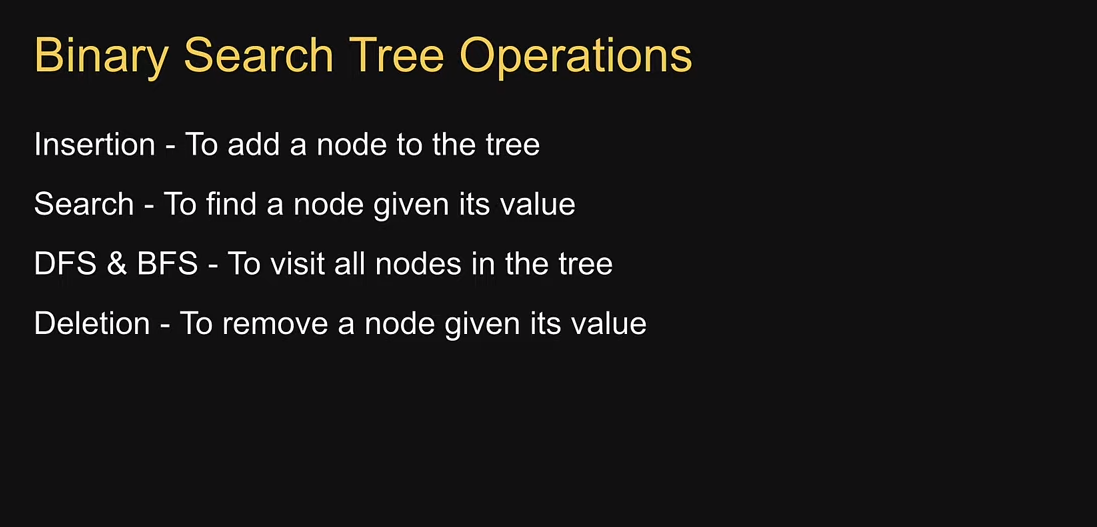 Binary Search Tree Operations
Insertion - To add a node to the tree
Search - To find a node given its value
DFS & BFS - To visit all nodes in the tree
Deletion - To remove a node given its value